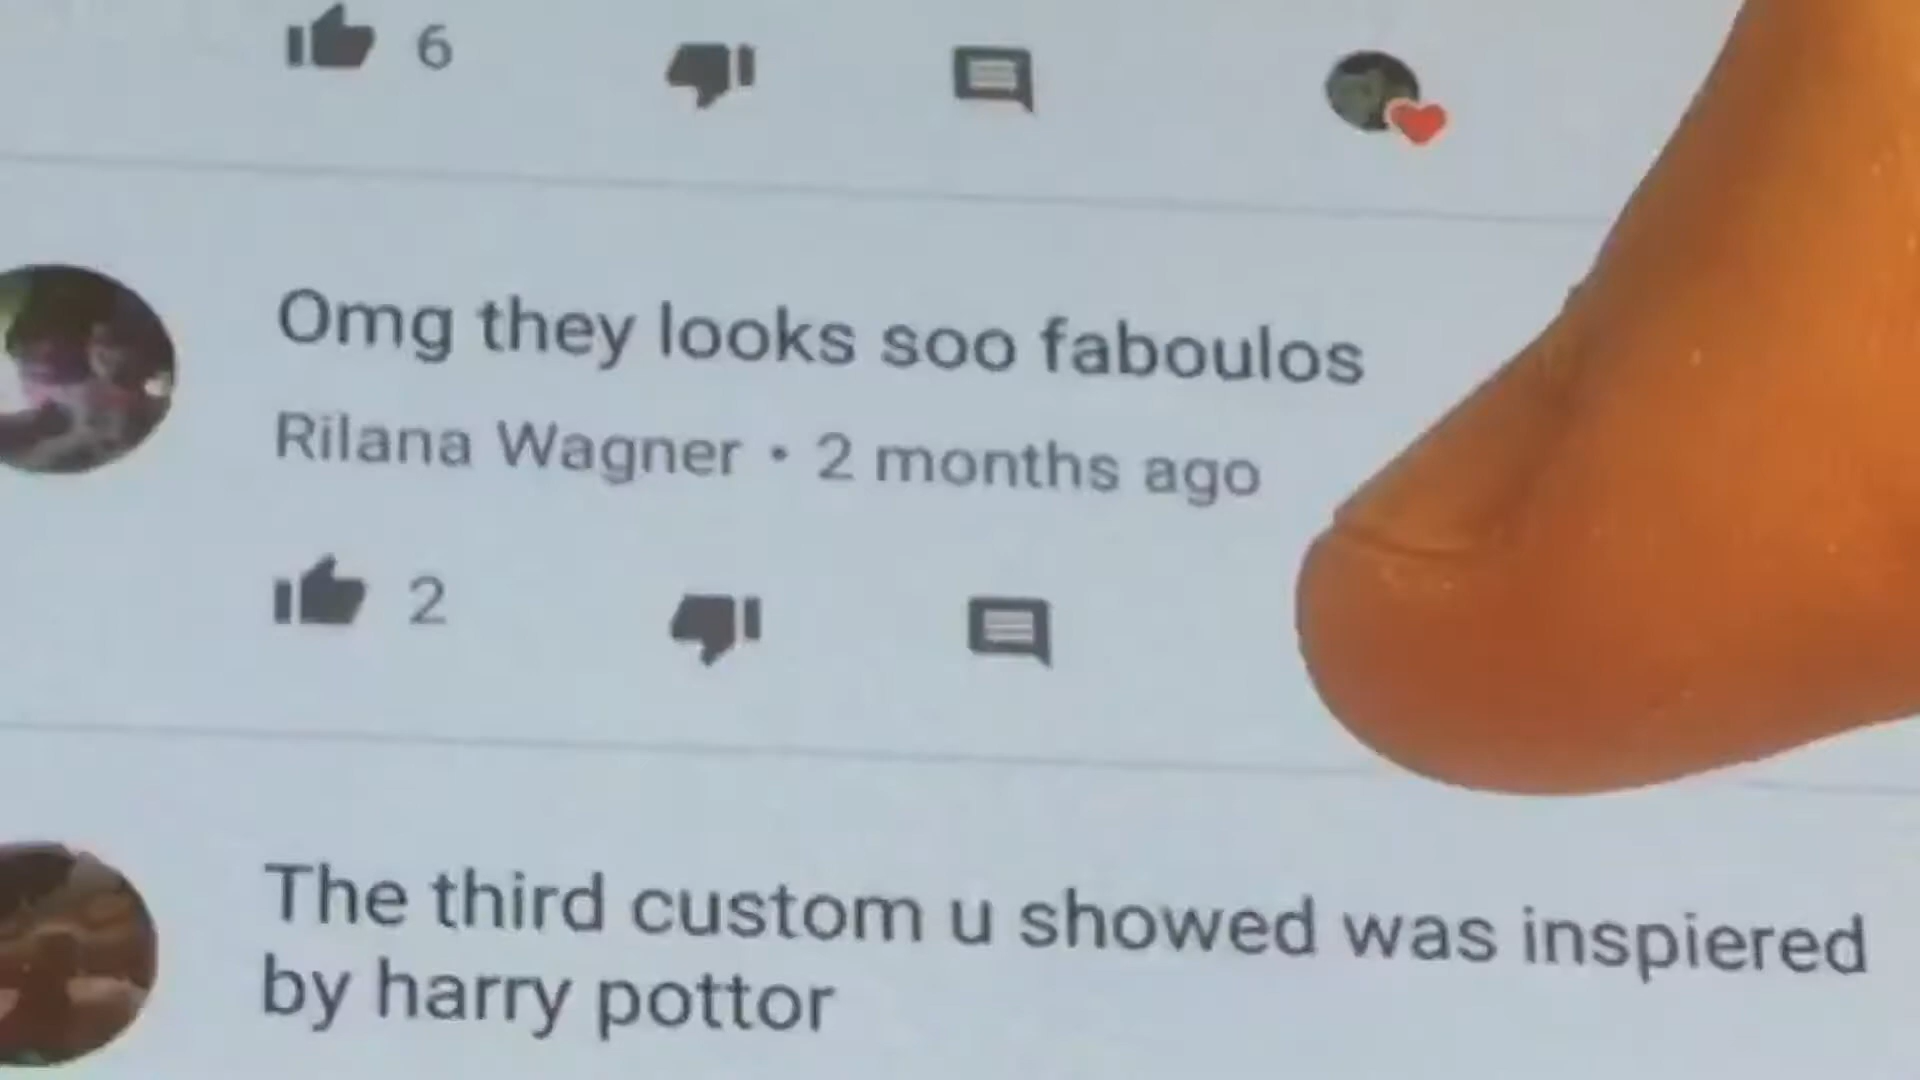 6
Omg they looks soo faboulos
Rilana Wagner • 2 months ago
2
The third custom u showed was inspiered
by harry pottor